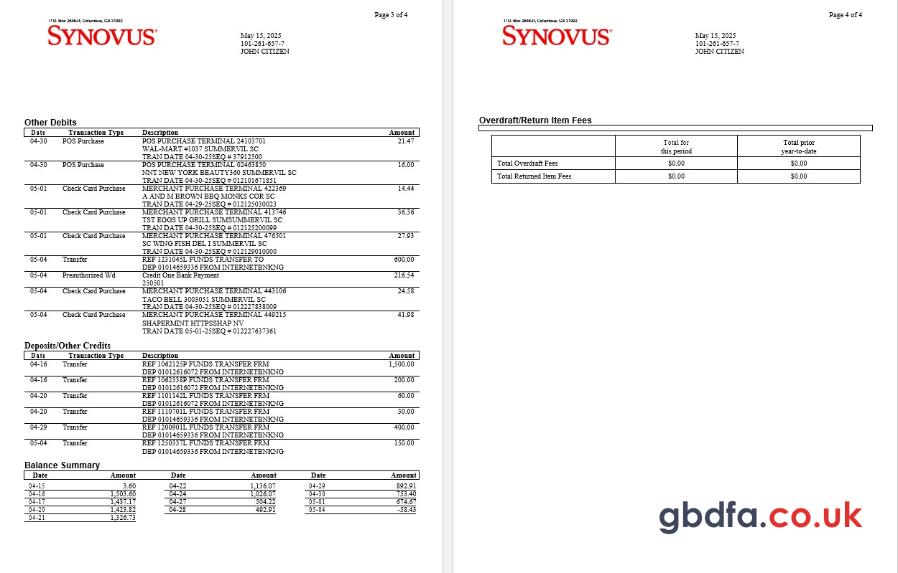 Page 3 of 4
P.O. Box 2646-II, Columbus, GA 31902
SYNOVUS®
May 15, 2025
101-261-657-7
JOHN CITIZEN
Other Debits
Date Transaction Type Description Amount
04-30 POS Purchase POS PURCHASE TERMINAL 24103701 21.47
WAL-MART #1037 SUMMERVIL SC
TRAN DATE 04-30-25SEQ # 37912500
04-30 POS Purchase POS PURCHASE TERMINAL 02463850 16.00
NNT NEW YORK BEAUTY360 SUMMERVIL SC
TRAN DATE 04-30-25SEQ # 012101671851
05-01 Check Card Purchase MERCHANT PURCHASE TERMINAL 422369 14.44
A AND M BROWN BBQ MONKS COR SC
TRAN DATE 04-29-25SEQ # 012125030023
05-01 Check Card Purchase MERCHANT PURCHASE TERMINAL 413746 36.36
TST EGGS UP GRILL SUMSUMMERVIL SC
TRAN DATE 04-30-25SEQ # 012125200099
05-01 Check Card Purchase MERCHANT PURCHASE TERMINAL 476501 27.93
SC WING FISH DEL I SUMMERVIL SC
TRAN DATE 04-30-25SEQ # 012129010000
05-04 Transfer REF 1231045L FUNDS TRANSFER TO 600.00
DEP 01014659336 FROM INTERNETENKNG
05-04 Preauthorized Wd Credit One Bank Payment 216.54
250501
05-04 Check Card Purchase MERCHANT PURCHASE TERMINAL 443106 24.58
TACO BELL 3003051 SUMMERVIL SC
TRAN DATE 04-30-25SEQ # 012227838009
05-04 Check Card Purchase MERCHANT PURCHASE TERMINAL 449215 41.98
SHAPERMINT HTTPSSHAP NV
TRAN DATE 05-01-25SEQ # 012227637361
Deposits/Other Credits
Date Transaction Type Description Amount
04-16 Transfer REF 1062125P FUNDS TRANSFER FRM 1,500.00
DEP 01012616072 FROM INTERNETBNKNG
04-16 Transfer REF 1062338P FUNDS TRANSFER FRM 200.00
DEP 01012616072 FROM INTERNETENKNG
04-20 Transfer REF 1101142L FUNDS TRANSFER FRM 60.00
DEP 01012616072 FROM INTERNETENKNG
04-20 Transfer REF 1110701L FUNDS TRANSFER FRM 30.00
DEP 01014659336 FROM INTERNETENKNG
04-29 Transfer REF 1200901L FUNDS TRANSFER FRM 400.00
DEP 01014659336 FROM INTERNETENKNG
05-04 Transfer REF 1250337L FUNDS TRANSFER FRM 150.00
DEP 01014659336 FROM INTERNETENKNG
Balance Summary
Date Amount Date Amount Date Amount
04-15 3.60 04-22 1,136.07 04-29 892.91
04-16 1,503.60 04-24 1,026.07 04-30 753.40
04-17 1,437.17 04-27 504.22 05-01 674.67
04-20 1,423.82 04-28 492.91 05-04 -58.43
04-21 1,326.73
Page 4 of 4
P.O. Box 2646-II, Columbus, GA 31902
SYNOVUS®
May 15, 2025
101-261-657-7
JOHN CITIZEN
Overdraft/Return Item Fees
Total for Total prior
this period year-to-date
Total Overdraft Fees $0.00 $0.00
Total Returned Item Fees $0.00 $0.00
gbdfa.co.uk